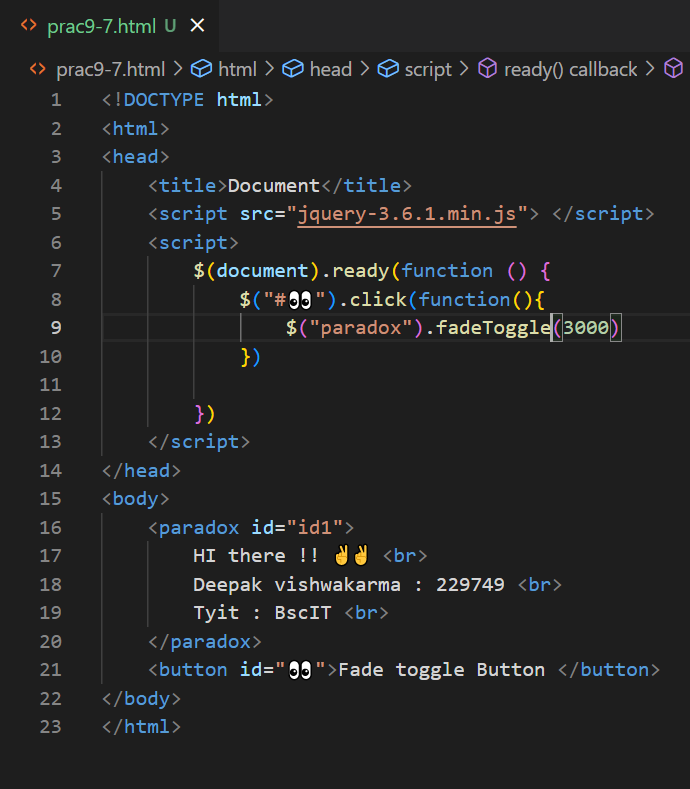 prac9-7.html U ×
prac9-7.html > html > head > script > ready() callback >
1 <!DOCTYPE html>
2 <html>
3 <head>
4     <title>Document</title>
5     <script src="jquery-3.6.1.min.js"> </script>
6     <script>
7         $(document).ready(function () {
8             $("#👀").click(function(){
9                 $("paradox").fadeToggle(3000)
10             })
11
12         })
13     </script>
14 </head>
15 <body>
16     <paradox id="id1">
17         HI there !! ✌✌ <br>
18         Deepak vishwakarma : 229749 <br>
19         Tyit : BscIT <br>
20     </paradox>
21     <button id="👀">Fade toggle Button </button>
22 </body>
23 </html>